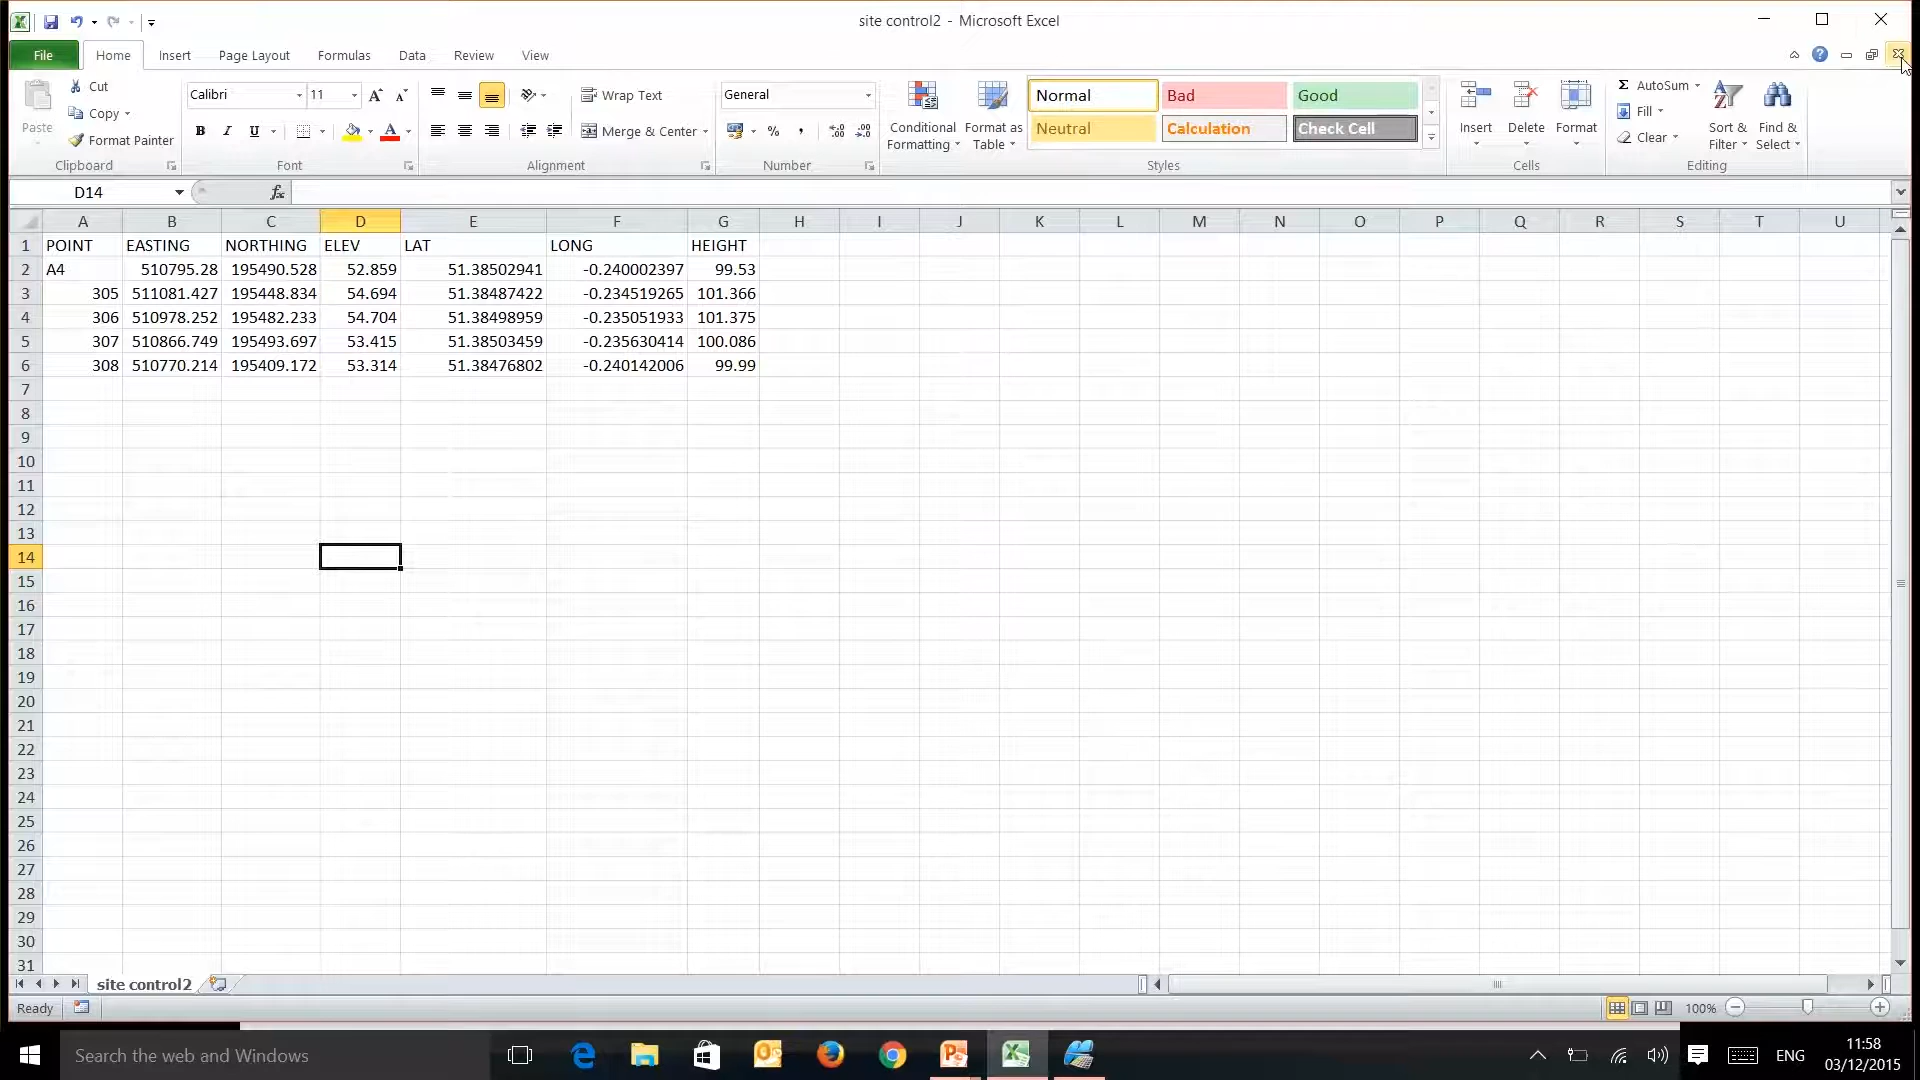 site control2 - Microsoft Excel
File Home Insert Page Layout Formulas Data Review View
Paste Cut Copy Format Painter Clipboard
Calibri 11 Font
Wrap Text Merge & Center Alignment
General % , Number
Conditional Formatting Format as Table
Normal Bad Good
Neutral Calculation Check Cell
Styles
Insert Delete Format Cells
AutoSum Fill Clear Sort & Filter Find & Select Editing
D14 fx
A B C D E F G H I J K L M N O P Q R S T U
1 POINT EASTING NORTHING ELEV LAT LONG HEIGHT
2 A4 510795.28 195490.528 52.859 51.38502941 -0.240002397 99.53
3 305 511081.427 195448.834 54.694 51.38487422 -0.234519265 101.366
4 306 510978.252 195482.233 54.704 51.38498959 -0.235051933 101.375
5 307 510866.749 195493.697 53.415 51.38503459 -0.235630414 100.086
6 308 510770.214 195409.172 53.314 51.38476802 -0.240142006 99.99
7
8
9
10
11
12
13
14
15
16
17
18
19
20
21
22
23
24
25
26
27
28
29
30
31
site control2
Ready 100%
Search the web and Windows ENG 11:58
03/12/2015